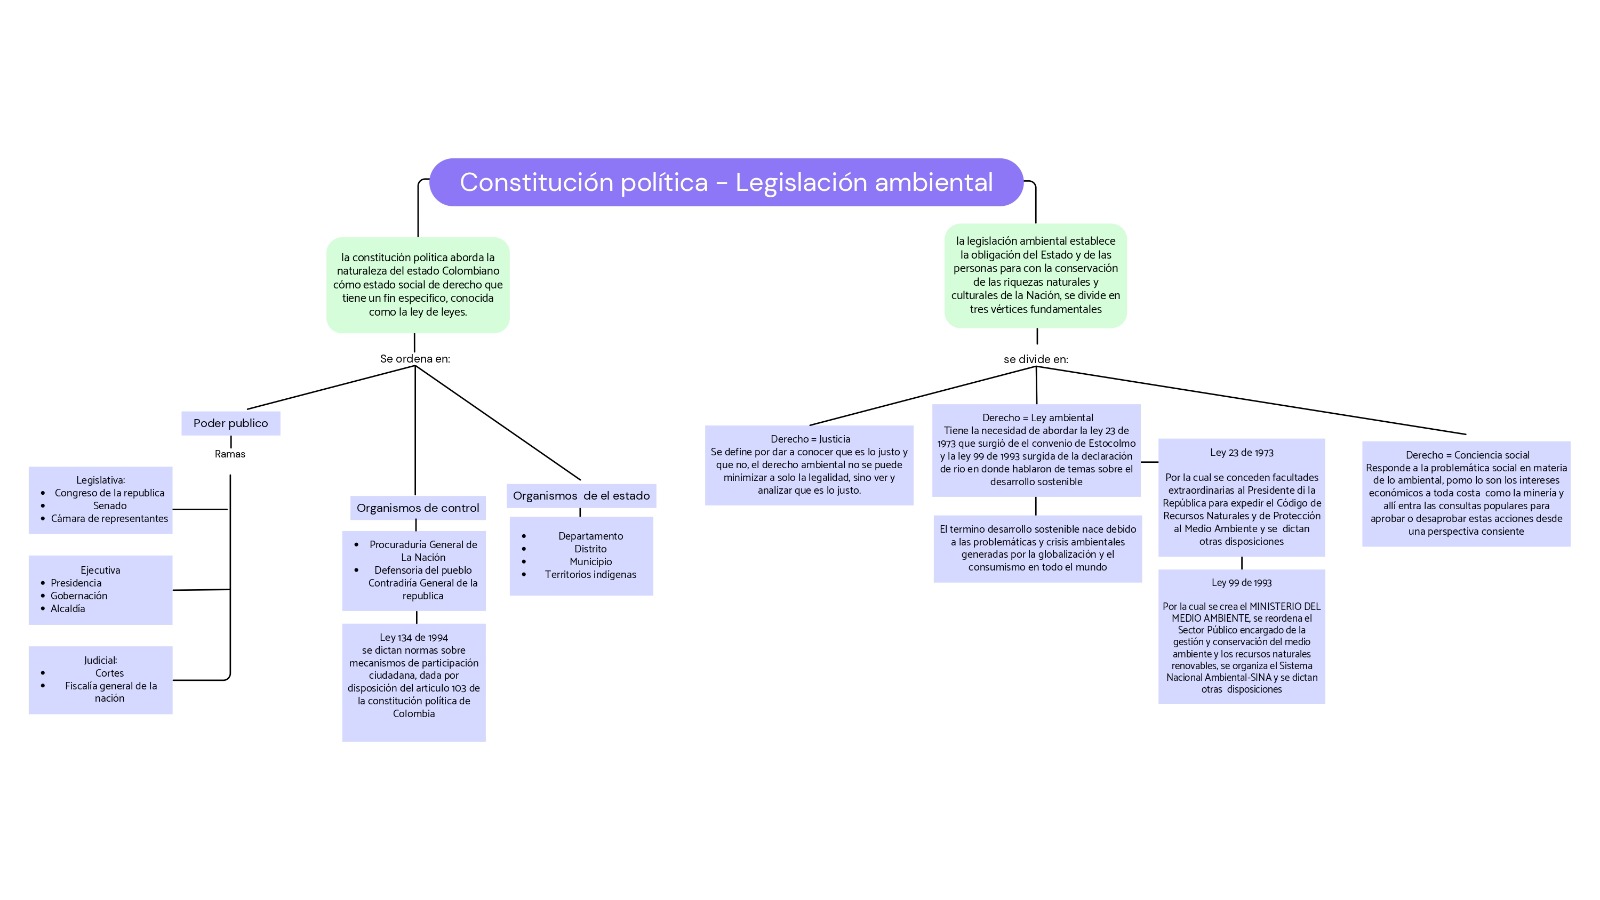 Constitución política - Legislación ambiental
la constitución política aborda la
naturaleza del estado Colombiano
cómo estado social de derecho que
tiene un fin especifico, conocida
como la ley de leyes.
Se ordena en:
Poder publico
Ramas
Legislativa:
• Congreso de la republica
• Senado
• Cámara de representantes
Ejecutiva
• Presidencia
• Gobernación
• Alcaldía
Judicial:
• Cortes
• Fiscalía general de la
nación
Organismos de control
• Procuraduría General de
La Nación
• Defensoria del pueblo
Contradiría General de la
republica
Ley 134 de 1994
se dictan normas sobre
mecanismos de participación
ciudadana, dada por
disposición del articulo 103 de
la constitución política de
Colombia
Organismos de el estado
• Departamento
• Distrito
• Municipio
• Territorios indígenas
la legislación ambiental establece
la obligación del Estado y de las
personas para con la conservación
de las riquezas naturales y
culturales de la Nación, se divide en
tres vértices fundamentales
se divide en:
Derecho = Justicia
Se define por dar a conocer que es lo justo y
que no, el derecho ambiental no se puede
minimizar a solo la legalidad, sino ver y
analizar que es lo justo.
Derecho = Ley ambiental
Tiene la necesidad de abordar la ley 23 de
1973 que surgió de el convenio de Estocolmo
y la ley 99 de 1993 surgida de la declaración
de rio en donde hablaron de temas sobre el
desarrollo sostenible
El termino desarrollo sostenible nace debido
a las problemáticas y crisis ambientales
generadas por la globalización y el
consumismo en todo el mundo
Ley 23 de 1973
Por la cual se conceden facultades
extraordinarias al Presidente di la
República para expedir el Código de
Recursos Naturales y de Protección
al Medio Ambiente y se dictan
otras disposiciones
Ley 99 de 1993
Por la cual se crea el MINISTERIO DEL
MEDIO AMBIENTE, se reordena el
Sector Público encargado de la
gestión y conservación del medio
ambiente y los recursos naturales
renovables, se organiza el Sistema
Nacional Ambiental-SINA y se dictan
otras disposiciones
Derecho = Conciencia social
Responde a la problemática social en materia
de lo ambiental, pomo lo son los intereses
económicos a toda costa como la minería y
allí entra las consultas populares para
aprobar o desaprobar estas acciones desde
una perspectiva consiente